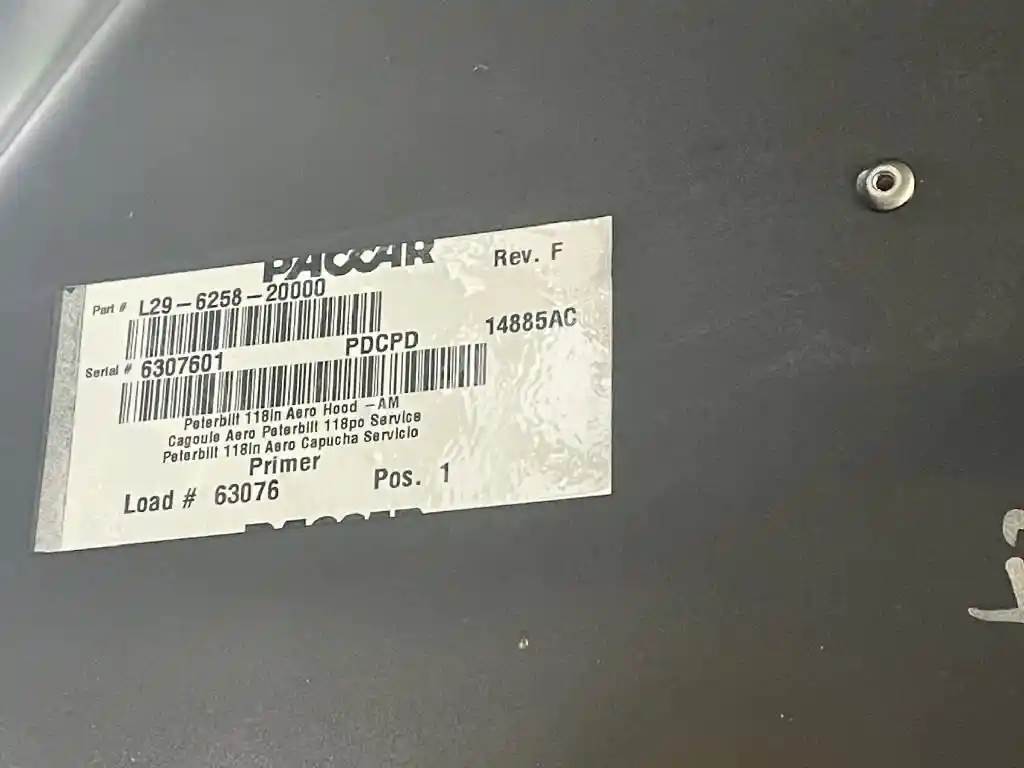 PACCAR
Rev. F
Part # L29-6258-20000
PDCPD 14885AC
Serial # 6307601
Peterbilt 118in Aero Hood -AM
Cagoule Aero Peterbilt 118po Service
Peterbilt 118in Aero Capucha Servicio
Primer
Load # 63076 Pos. 1
PACCAR